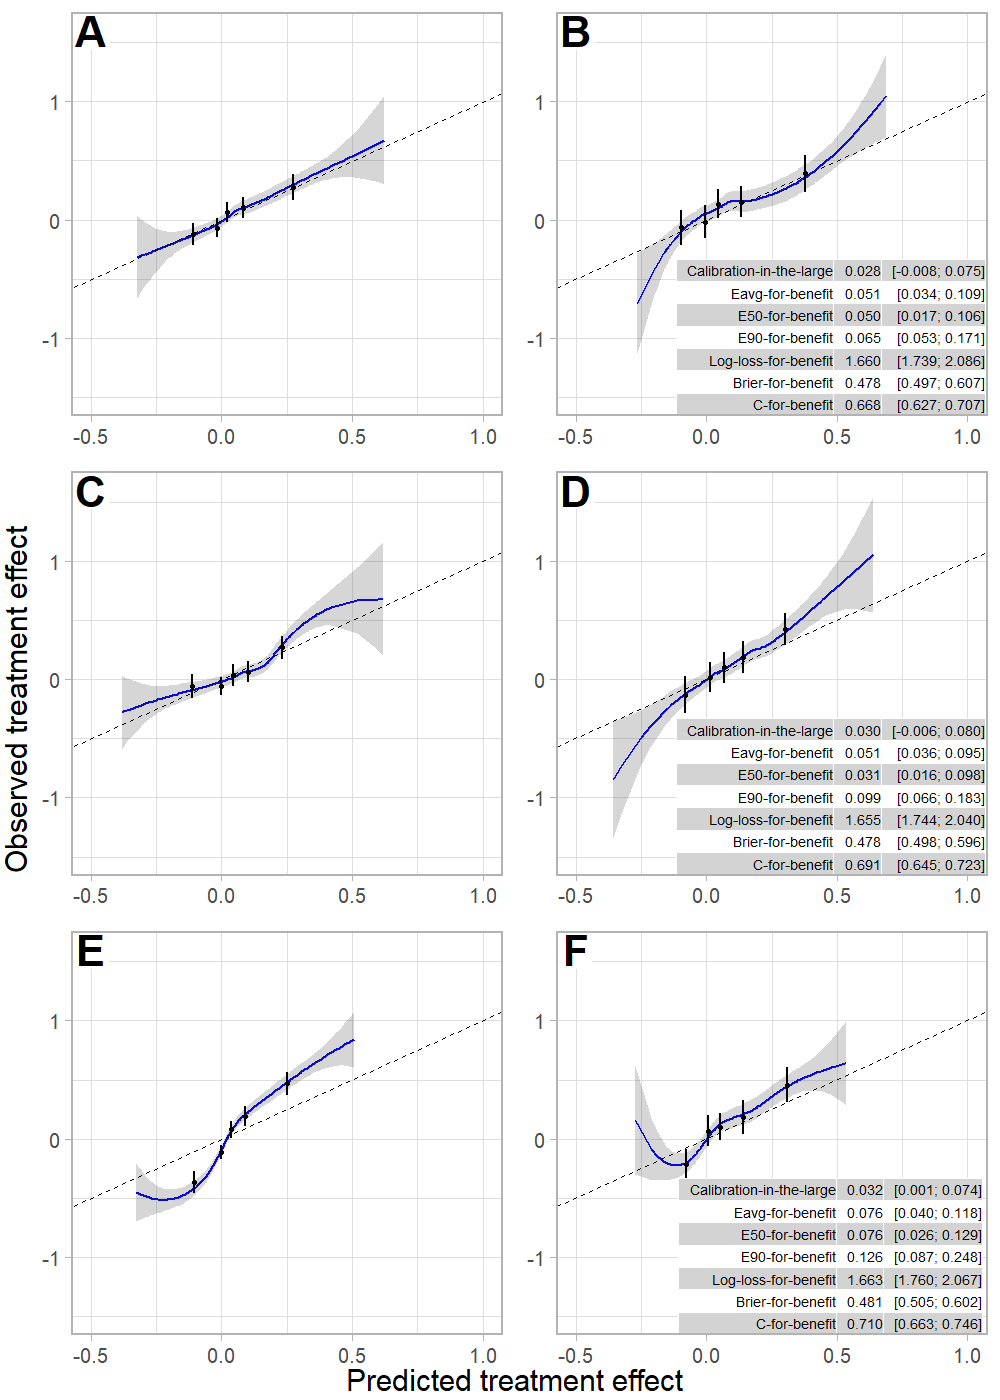 A
B
1
0
-1
-0.5 0.0 0.5 1.0
1
0
-1
Calibration-in-the-large 0.028 [-0.008; 0.075]
Eavg-for-benefit 0.051 [0.034; 0.109]
E50-for-benefit 0.050 [0.017; 0.106]
E90-for-benefit 0.065 [0.053; 0.171]
Log-loss-for-benefit 1.660 [1.739; 2.086]
Brier-for-benefit 0.478 [0.497; 0.607]
C-for-benefit 0.668 [0.627; 0.707]
-0.5 0.0 0.5 1.0
Observed treatment effect
C
D
1
0
-1
-0.5 0.0 0.5 1.0
1
0
-1
Calibration-in-the-large 0.030 [-0.006; 0.080]
Eavg-for-benefit 0.051 [0.036; 0.095]
E50-for-benefit 0.031 [0.016; 0.098]
E90-for-benefit 0.099 [0.066; 0.183]
Log-loss-for-benefit 1.655 [1.744; 2.040]
Brier-for-benefit 0.478 [0.498; 0.596]
C-for-benefit 0.691 [0.645; 0.723]
-0.5 0.0 0.5 1.0
E
F
1
0
-1
-0.5 0.0 0.5 1.0
1
0
-1
Calibration-in-the-large 0.032 [0.001; 0.074]
Eavg-for-benefit 0.076 [0.040; 0.118]
E50-for-benefit 0.076 [0.026; 0.129]
E90-for-benefit 0.126 [0.087; 0.248]
Log-loss-for-benefit 1.663 [1.760; 2.067]
Brier-for-benefit 0.481 [0.505; 0.602]
C-for-benefit 0.710 [0.663; 0.746]
-0.5 0.0 0.5 1.0
Predicted treatment effect